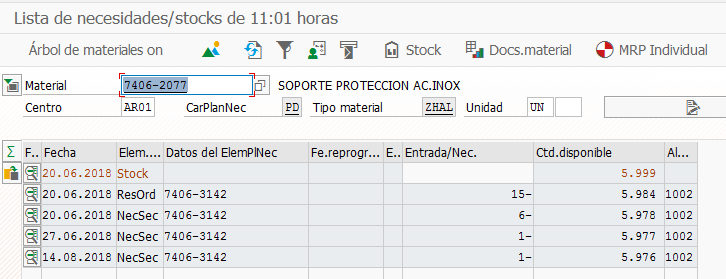 Lista de necesidades/stocks de 11:01 horas
Árbol de materiales on Stock Docs.material MRP Individual
Material 7406-2077 SOPORTE PROTECCION AC.INOX
Centro AR01 CarPlanNec PD Tipo material ZHAL Unidad UN
F.. Fecha Elem.... Datos del ElemPlNec Fe.reprogr... E.. Entrada/Nec. Ctd.disponible Al...
20.06.2018 Stock 5.999
20.06.2018 ResOrd 7406-3142 15- 5.984 1002
20.06.2018 NecSec 7406-3142 6- 5.978 1002
27.06.2018 NecSec 7406-3142 1- 5.977 1002
14.08.2018 NecSec 7406-3142 1- 5.976 1002